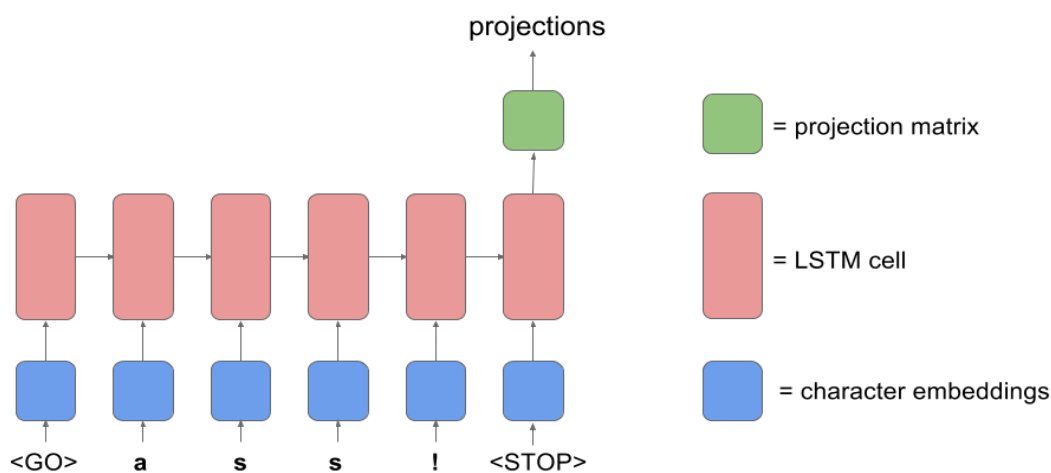 projections
= projection matrix
= LSTM cell
= character embeddings
<GO> a s s ! <STOP>